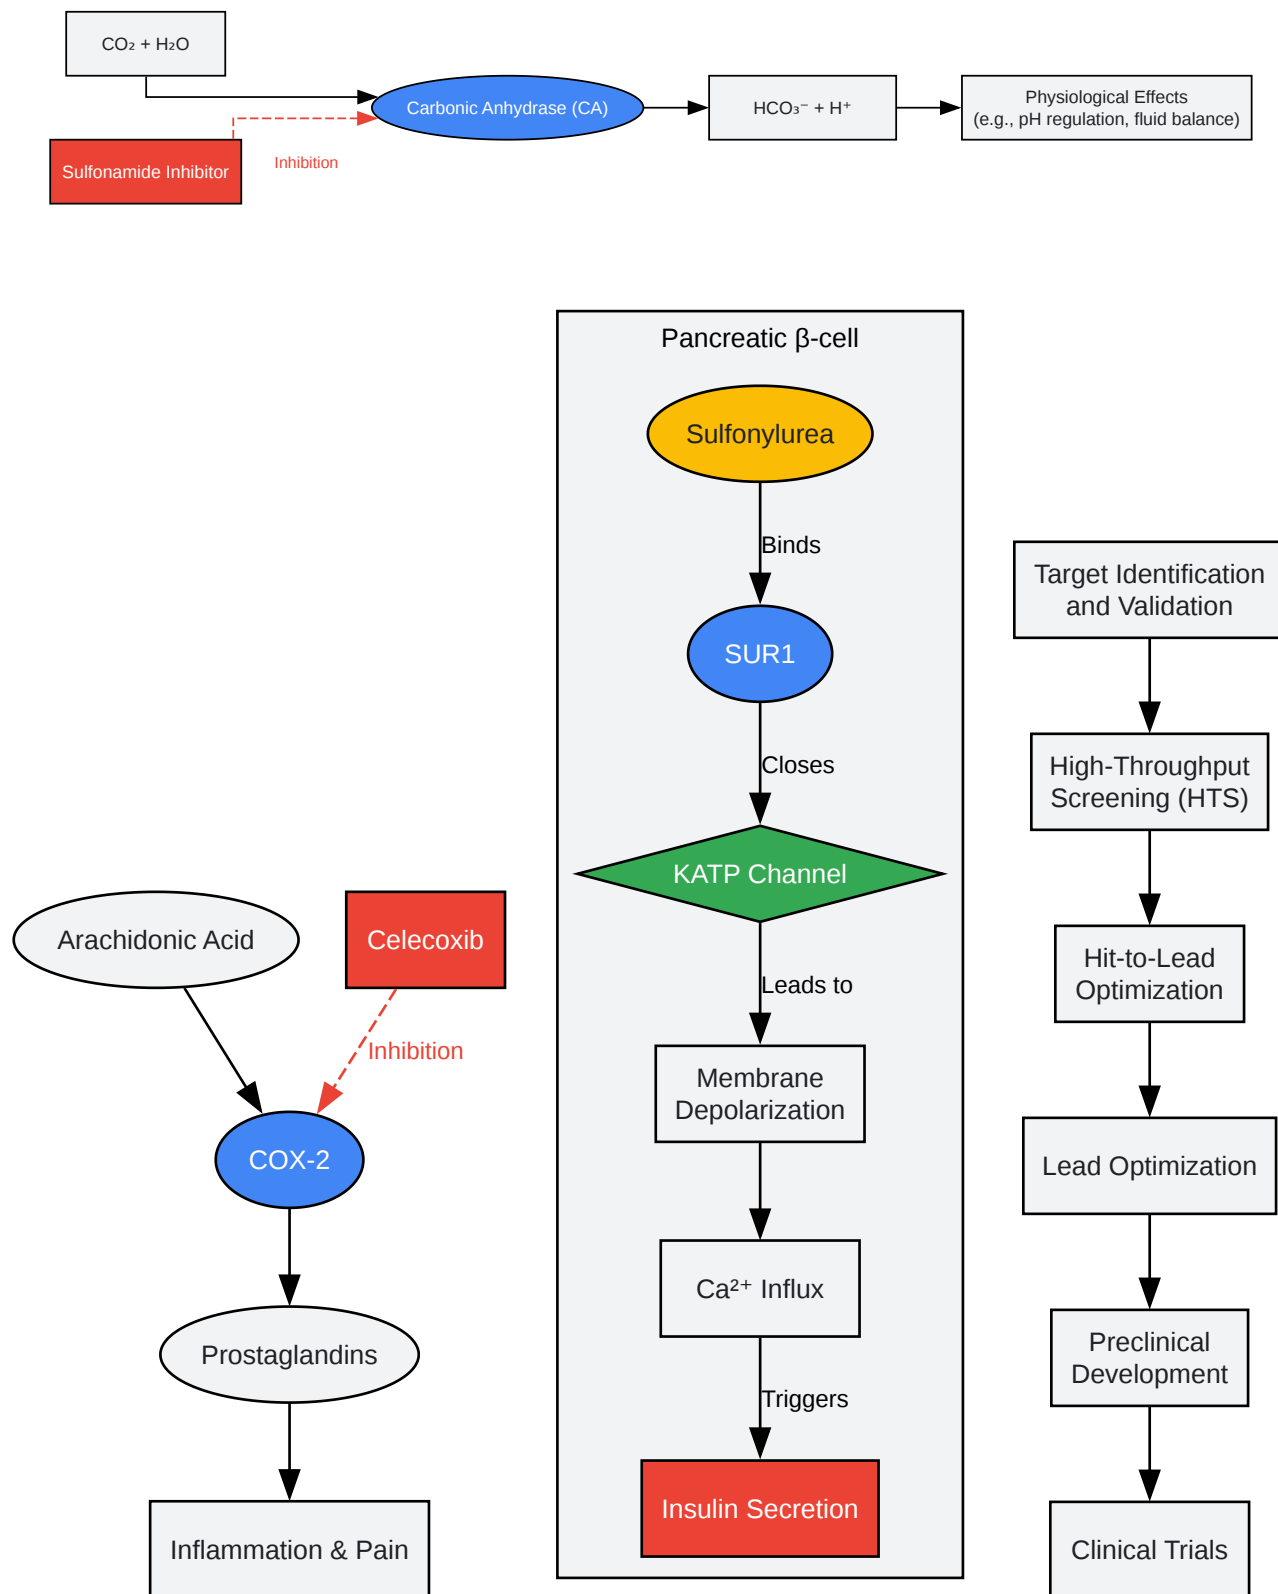 CO₂ + H₂O
Carbonic Anhydrase (CA)
HCO₃⁻ + H⁺
Physiological Effects
(e.g., pH regulation, fluid balance)
Sulfonamide Inhibitor
Inhibition
Arachidonic Acid
Celecoxib
Inhibition
COX-2
Prostaglandins
Inflammation & Pain
Pancreatic β-cell
Sulfonylurea
Binds
SUR1
Closes
KATP Channel
Leads to
Membrane
Depolarization
Ca²⁺ Influx
Triggers
Insulin Secretion
Target Identification
and Validation
High-Throughput
Screening (HTS)
Hit-to-Lead
Optimization
Lead Optimization
Preclinical
Development
Clinical Trials